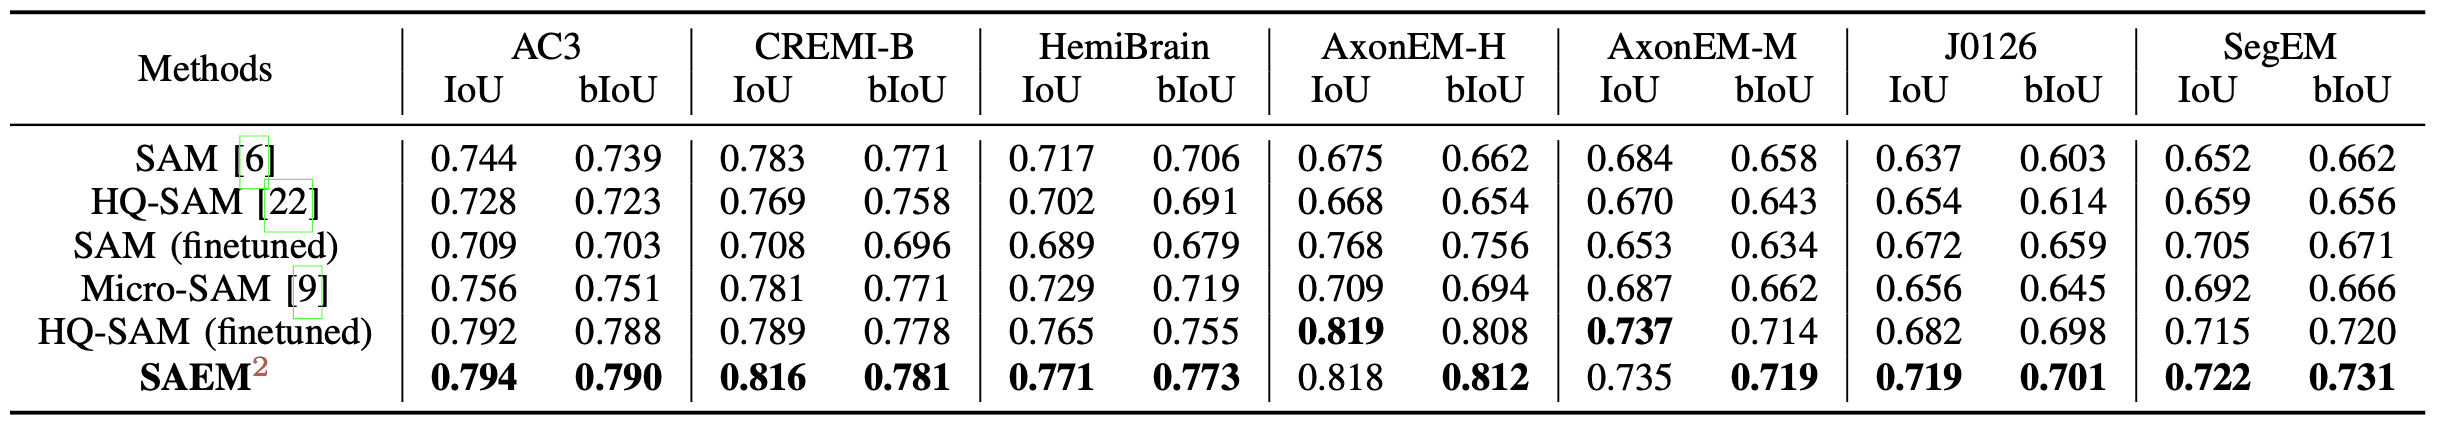 Methods AC3 CREMI-B HemiBrain AxonEM-H AxonEM-M J0126 SegEM
IoU bIoU IoU bIoU IoU bIoU IoU bIoU IoU bIoU IoU bIoU IoU bIoU
SAM [6] 0.744 0.739 0.783 0.771 0.717 0.706 0.675 0.662 0.684 0.658 0.637 0.603 0.652 0.662
HQ-SAM [22] 0.728 0.723 0.769 0.758 0.702 0.691 0.668 0.654 0.670 0.643 0.654 0.614 0.659 0.656
SAM (finetuned) 0.709 0.703 0.708 0.696 0.689 0.679 0.768 0.756 0.653 0.634 0.672 0.659 0.705 0.671
Micro-SAM [9] 0.756 0.751 0.781 0.771 0.729 0.719 0.709 0.694 0.687 0.662 0.656 0.645 0.692 0.666
HQ-SAM (finetuned) 0.792 0.788 0.789 0.778 0.765 0.755 0.819 0.808 0.737 0.714 0.682 0.698 0.715 0.720
SAEM² 0.794 0.790 0.816 0.781 0.771 0.773 0.818 0.812 0.735 0.719 0.719 0.701 0.722 0.731